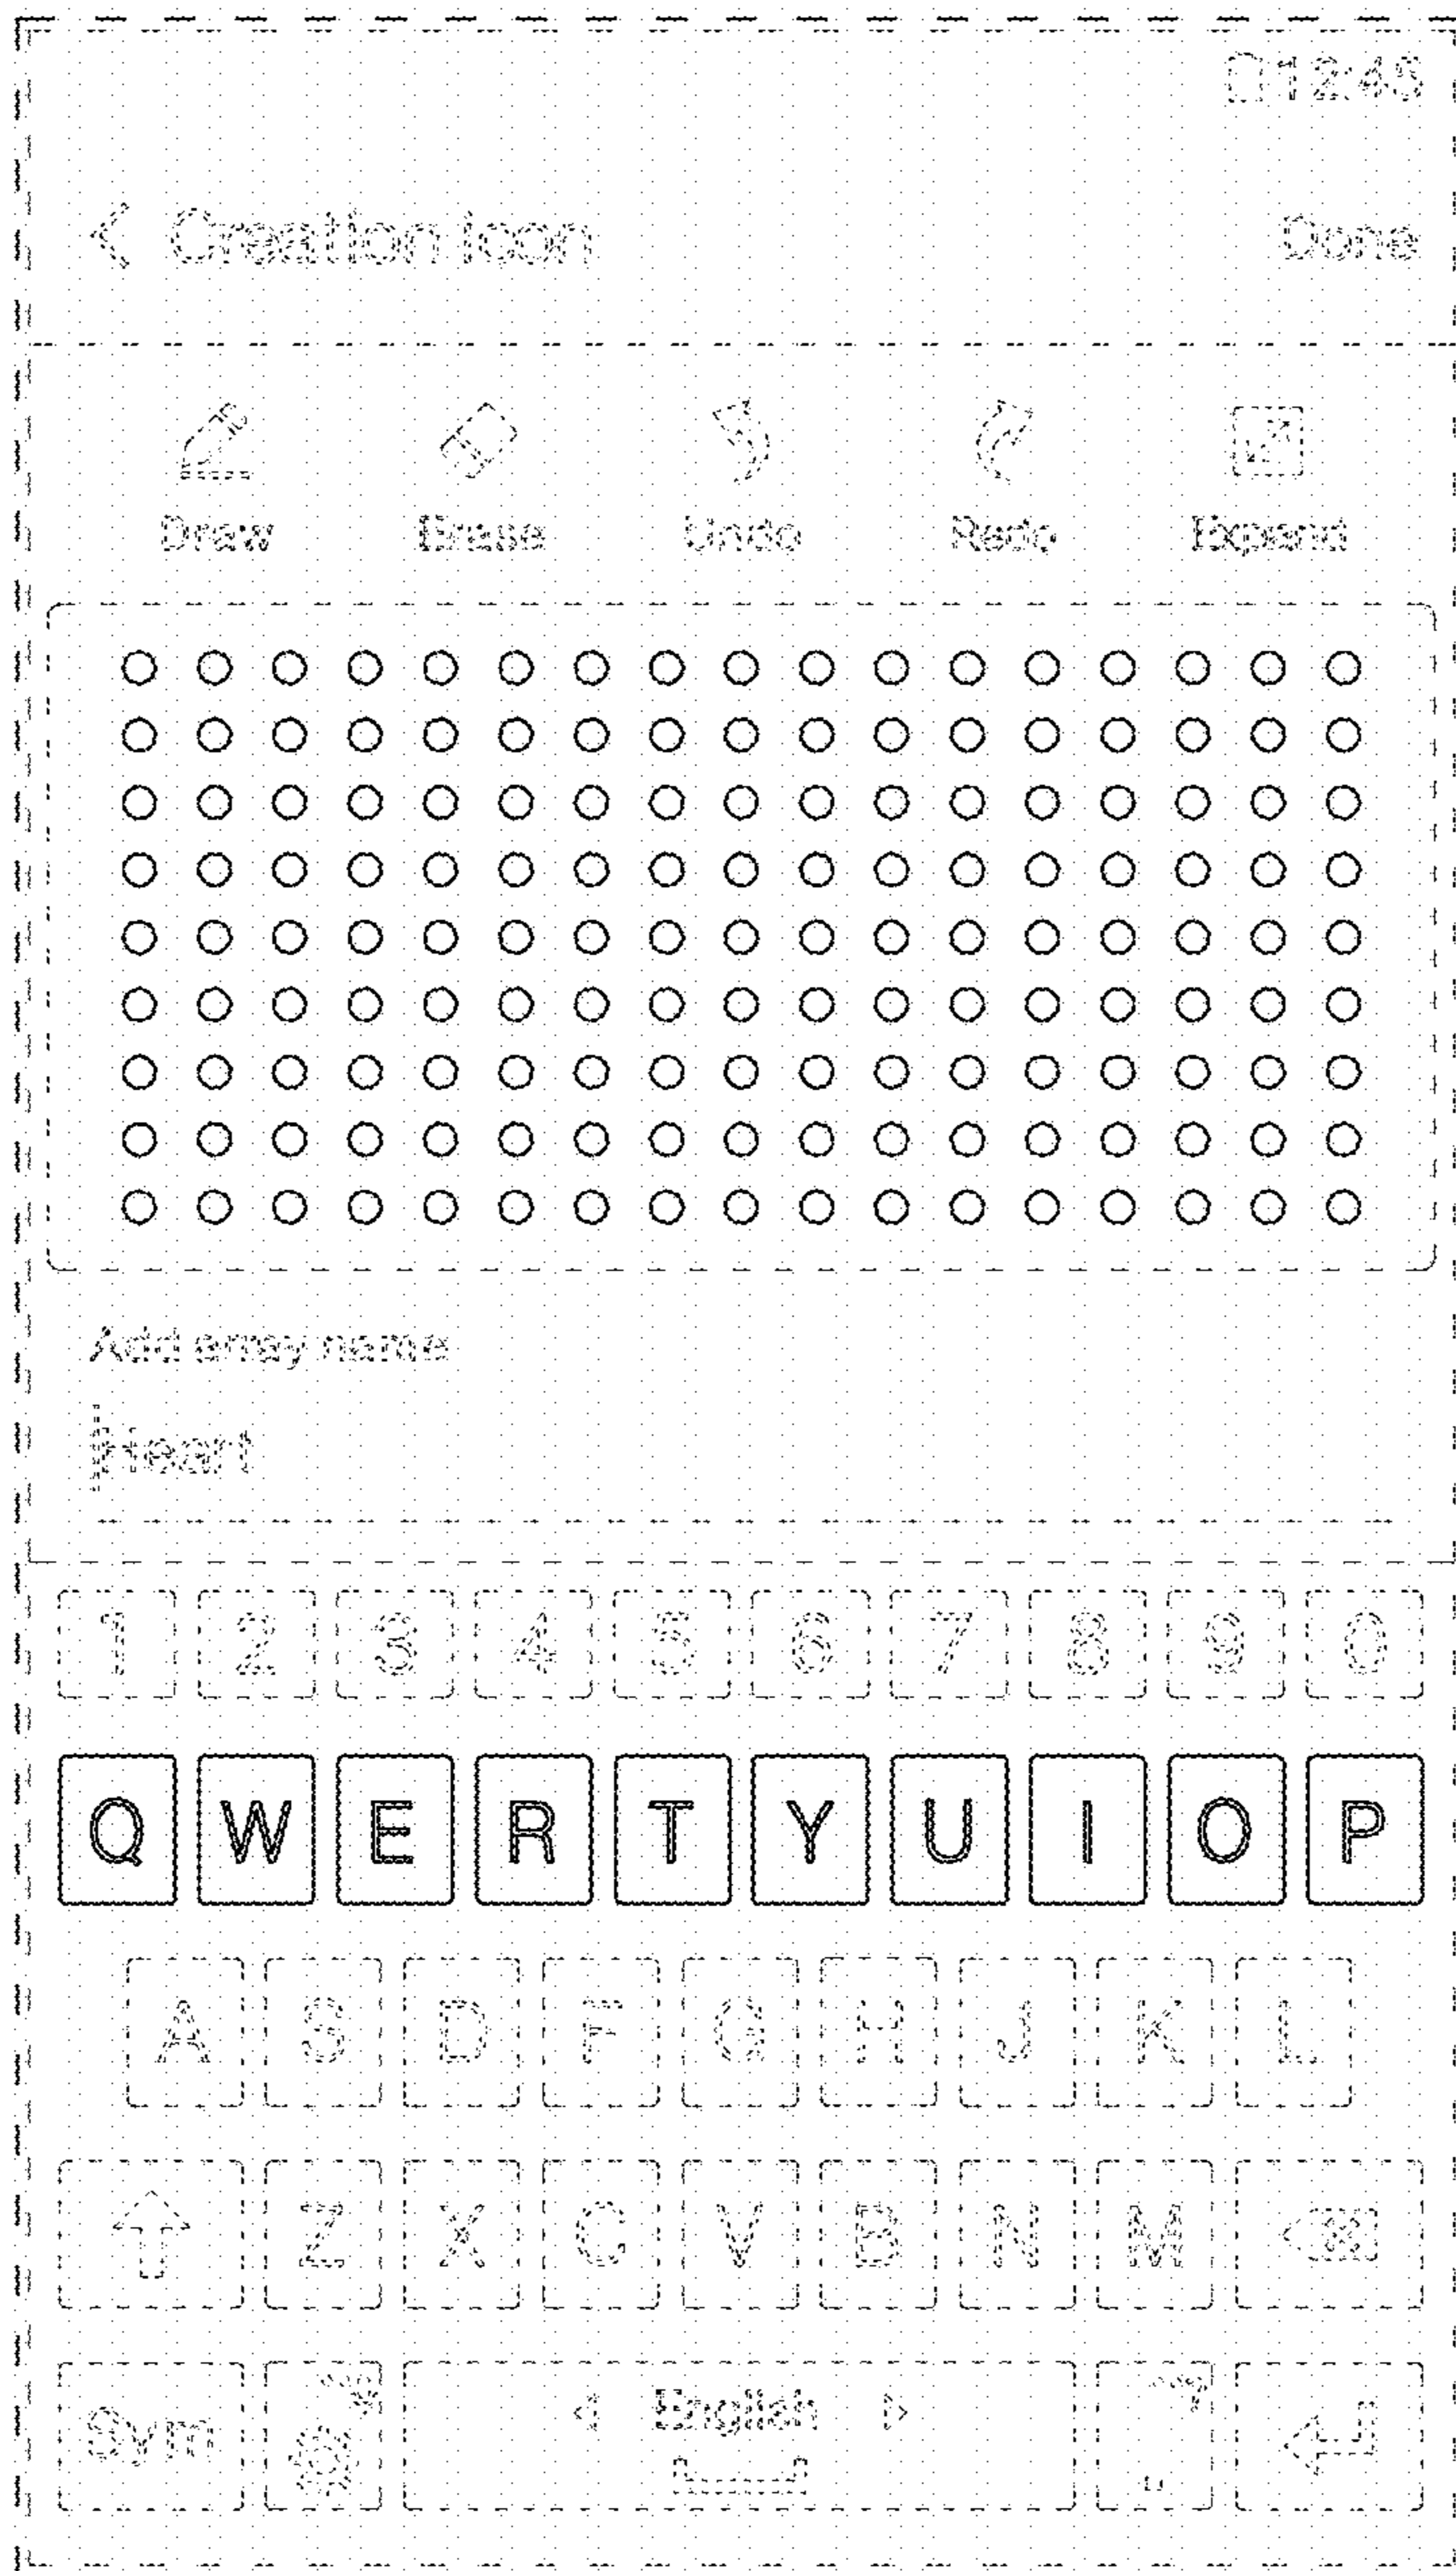 12:45
Creation icon Done
Draw Erase Undo Redo Expand
Add array name
Heart
1 2 3 4 5 6 7 8 9 0
Q W E R T Y U I O P
A S D F G H J K L
Z X C V B N M
Sym English